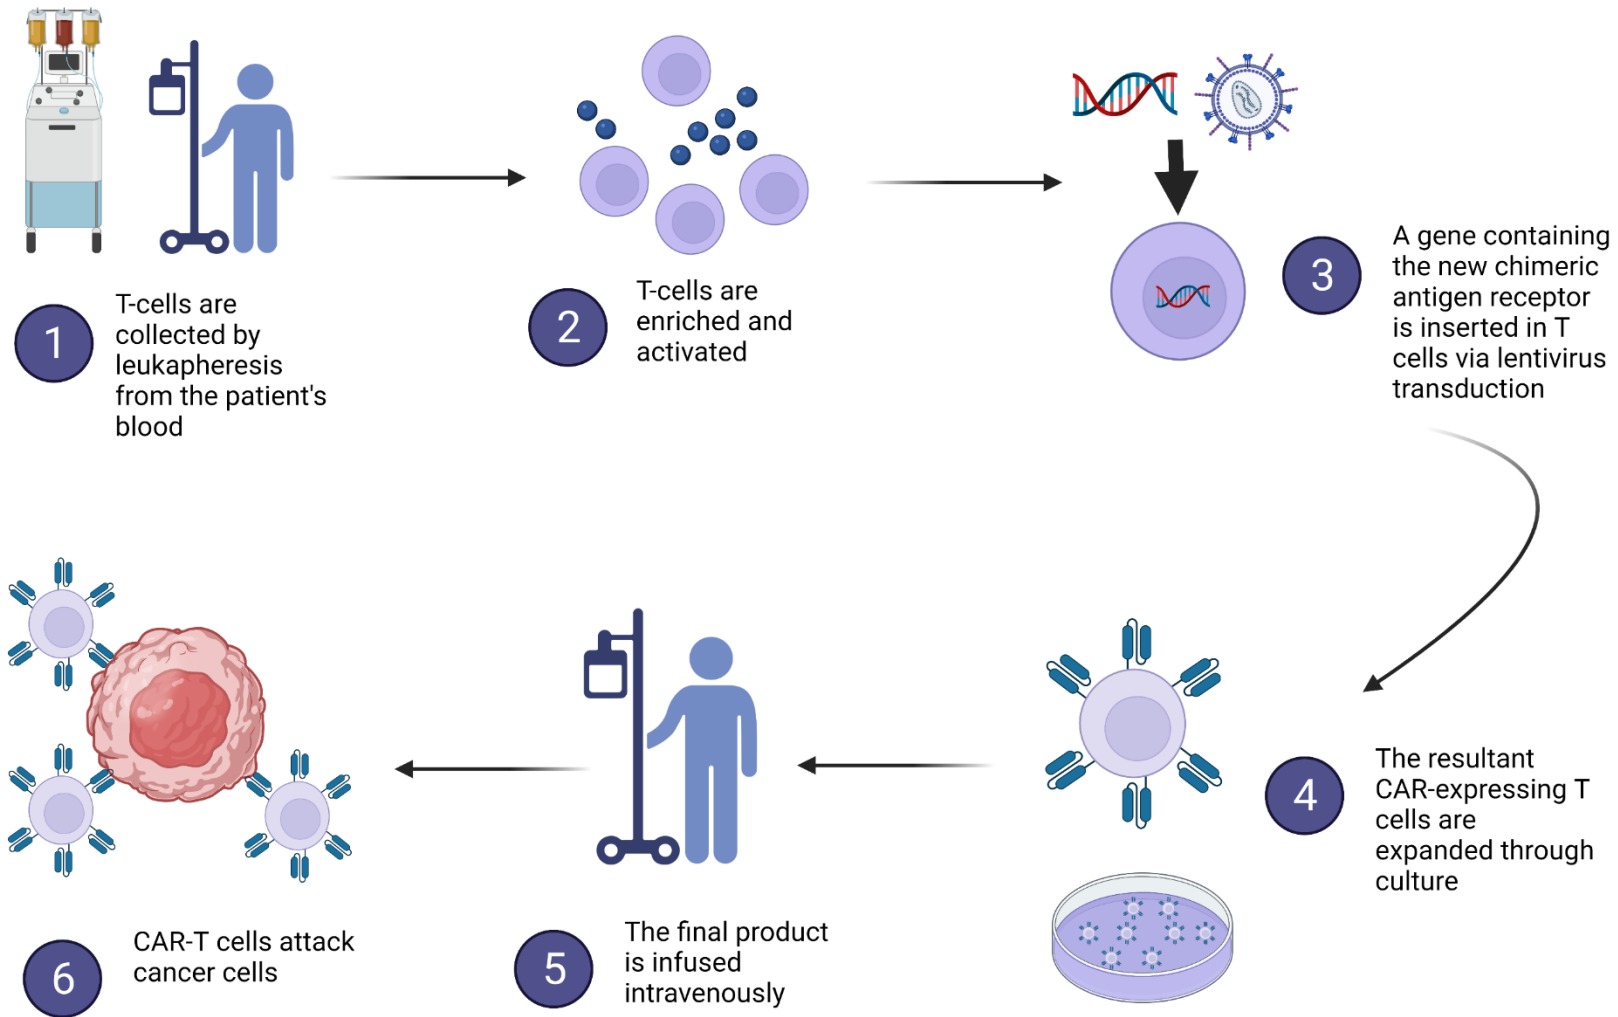 1
T-cells are
collected by
leukapheresis
from the patient's
blood
2
T-cells are
enriched and
activated
3
A gene containing
the new chimeric
antigen receptor
is inserted in T
cells via lentivirus
transduction
4
The resultant
CAR-expressing T
cells are
expanded through
culture
5
The final product
is infused
intravenously
6
CAR-T cells attack
cancer cells